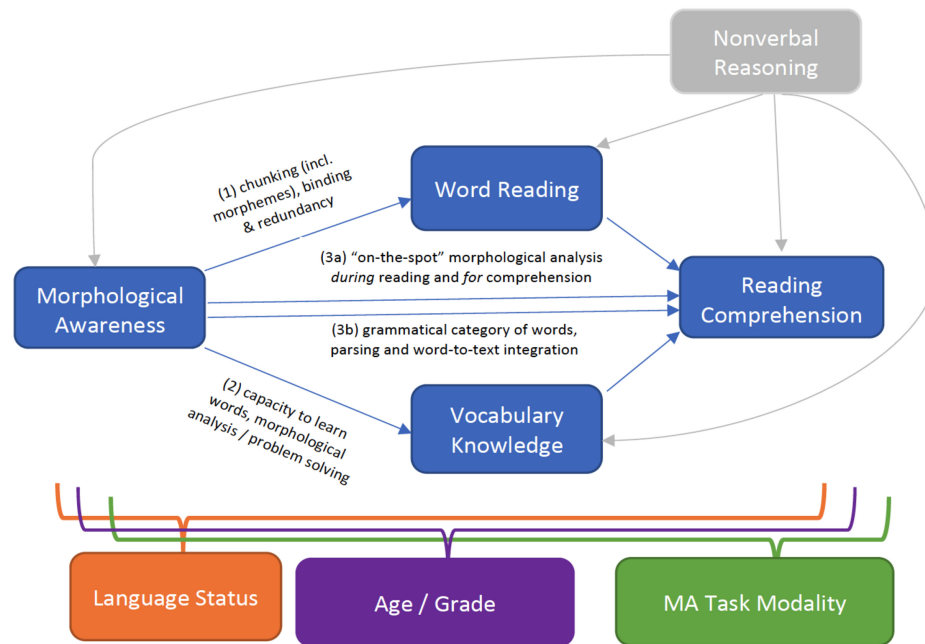 Nonverbal
Reasoning
(1) chunking (incl.
morphemes), binding
& redundancy
Word Reading
(3a) “on-the-spot” morphological analysis
during reading and for comprehension
Morphological
Awareness
Reading
Comprehension
(3b) grammatical category of words,
parsing and word-to-text integration
(2) capacity to learn
words, morphological
analysis / problem solving
Vocabulary
Knowledge
Language Status
Age / Grade
MA Task Modality